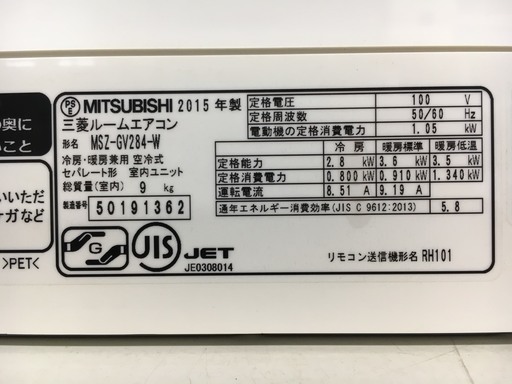 の奥に
いこと
いいただ
ケガなど
>PET<
PS E MITSUBISHI 2015年製
三菱ルームエアコン
形名 MSZ-GV284-W
冷房・暖房兼用 空冷式
セパレート形 室内ユニット
総質量(室内) 9 kg
製造番号 50191362
G JIS JET
JE0308014
定格電圧 100 V
定格周波数 50/60 Hz
電動機の定格消費電力 1.05 kW
冷房 暖房標準 暖房低温
定格能力 2.8 kW 3.6 kW 3.5 kW
定格消費電力 0.800 kW 0.910 kW 1.340 kW
運転電流 8.51 A 9.19 A
通年エネルギー消費効率(JIS C 9612:2013) 5.8
リモコン送信機形名 RH101